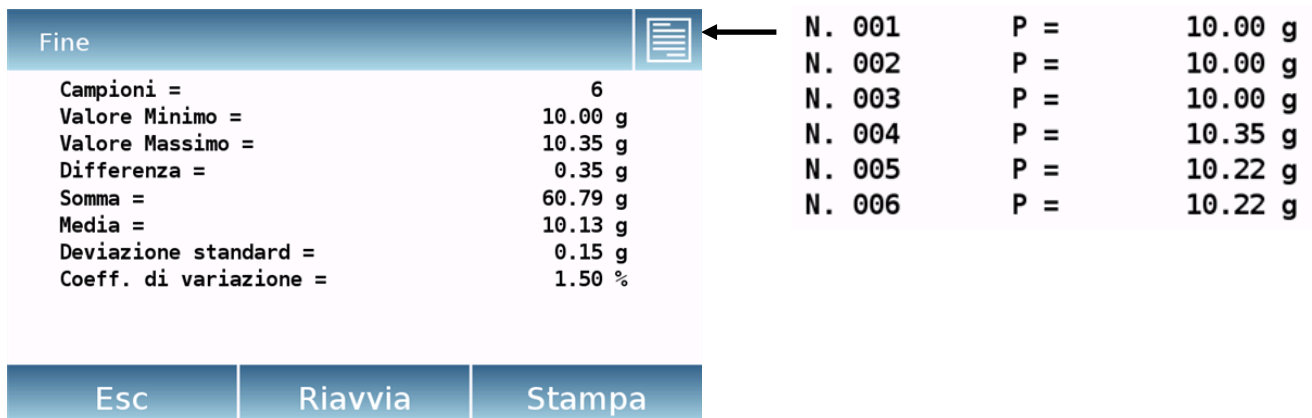 Fine
Campioni = 6
Valore Minimo = 10.00 g
Valore Massimo = 10.35 g
Differenza = 0.35 g
Somma = 60.79 g
Media = 10.13 g
Deviazione standard = 0.15 g
Coeff. di variazione = 1.50 %
Esc Riavvia Stampa
N. 001 P = 10.00 g
N. 002 P = 10.00 g
N. 003 P = 10.00 g
N. 004 P = 10.35 g
N. 005 P = 10.22 g
N. 006 P = 10.22 g